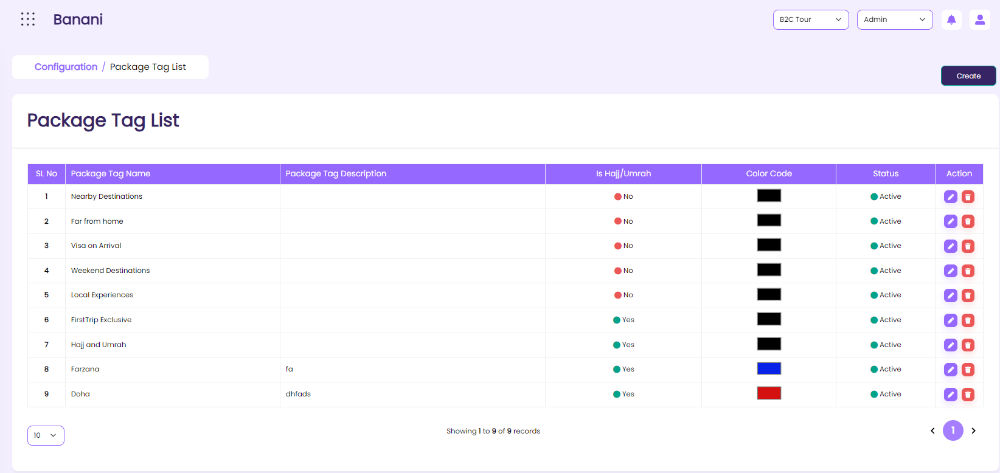 Banani
B2C Tour
Admin
Configuration / Package Tag List
Create
Package Tag List
SL No Package Tag Name Package Tag Description Is Hajj/Umrah Color Code Status Action
1 Nearby Destinations No Active
2 Far from home No Active
3 Visa on Arrival No Active
4 Weekend Destinations No Active
5 Local Experiences No Active
6 FirstTrip Exclusive Yes Active
7 Hajj and Umrah Yes Active
8 Farzana fa Yes Active
9 Doha dhfads Yes Active
10 Showing 1 to 9 of 9 records 1